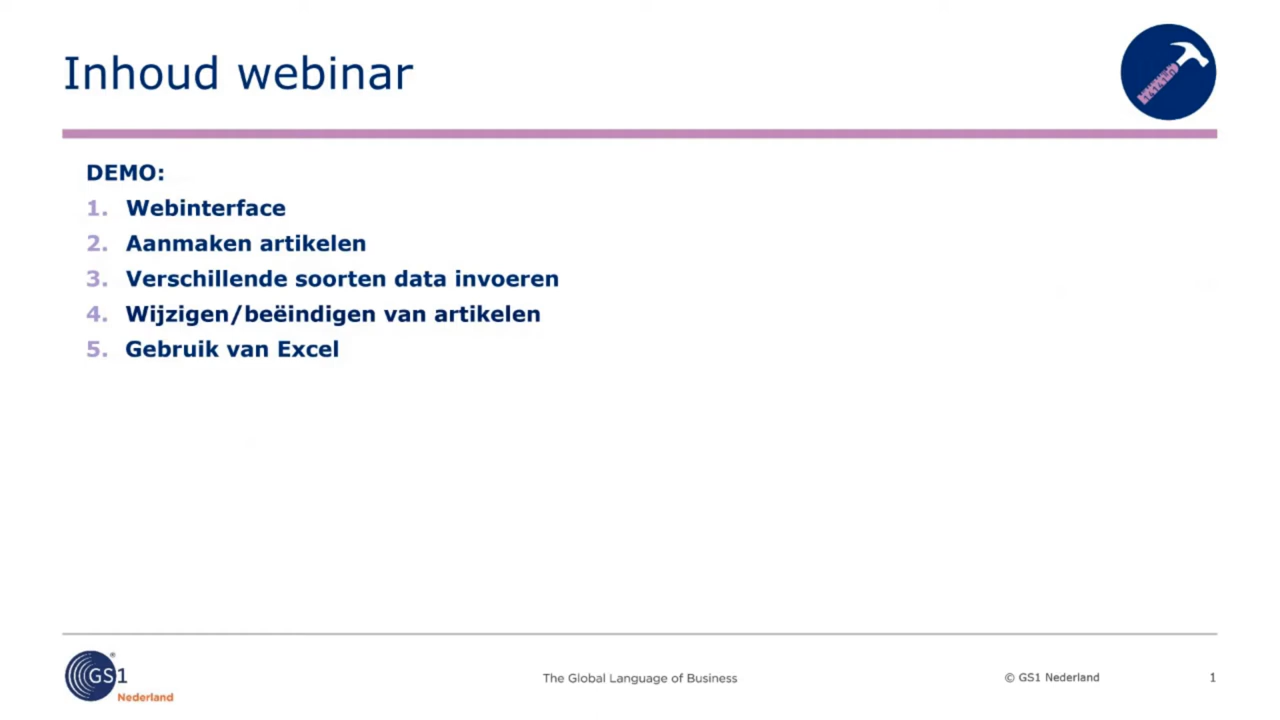 Inhoud webinar
DEMO:
1. Webinterface
2. Aanmaken artikelen
3. Verschillende soorten data invoeren
4. Wijzigen/beëindigen van artikelen
5. Gebruik van Excel
GS1
®
Nederland
The Global Language of Business
© GS1 Nederland
1